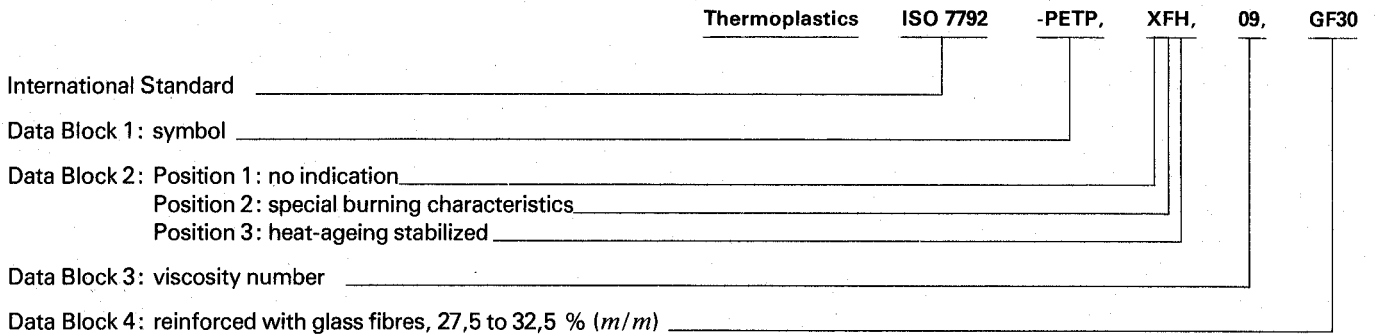 Thermoplastics ISO 7792 -PETP, XFH, 09, GF30
International Standard
Data Block 1: symbol
Data Block 2: Position 1: no indication
Position 2: special burning characteristics
Position 3: heat-ageing stabilized
Data Block 3: viscosity number
Data Block 4: reinforced with glass fibres, 27,5 to 32,5 % (m/m)